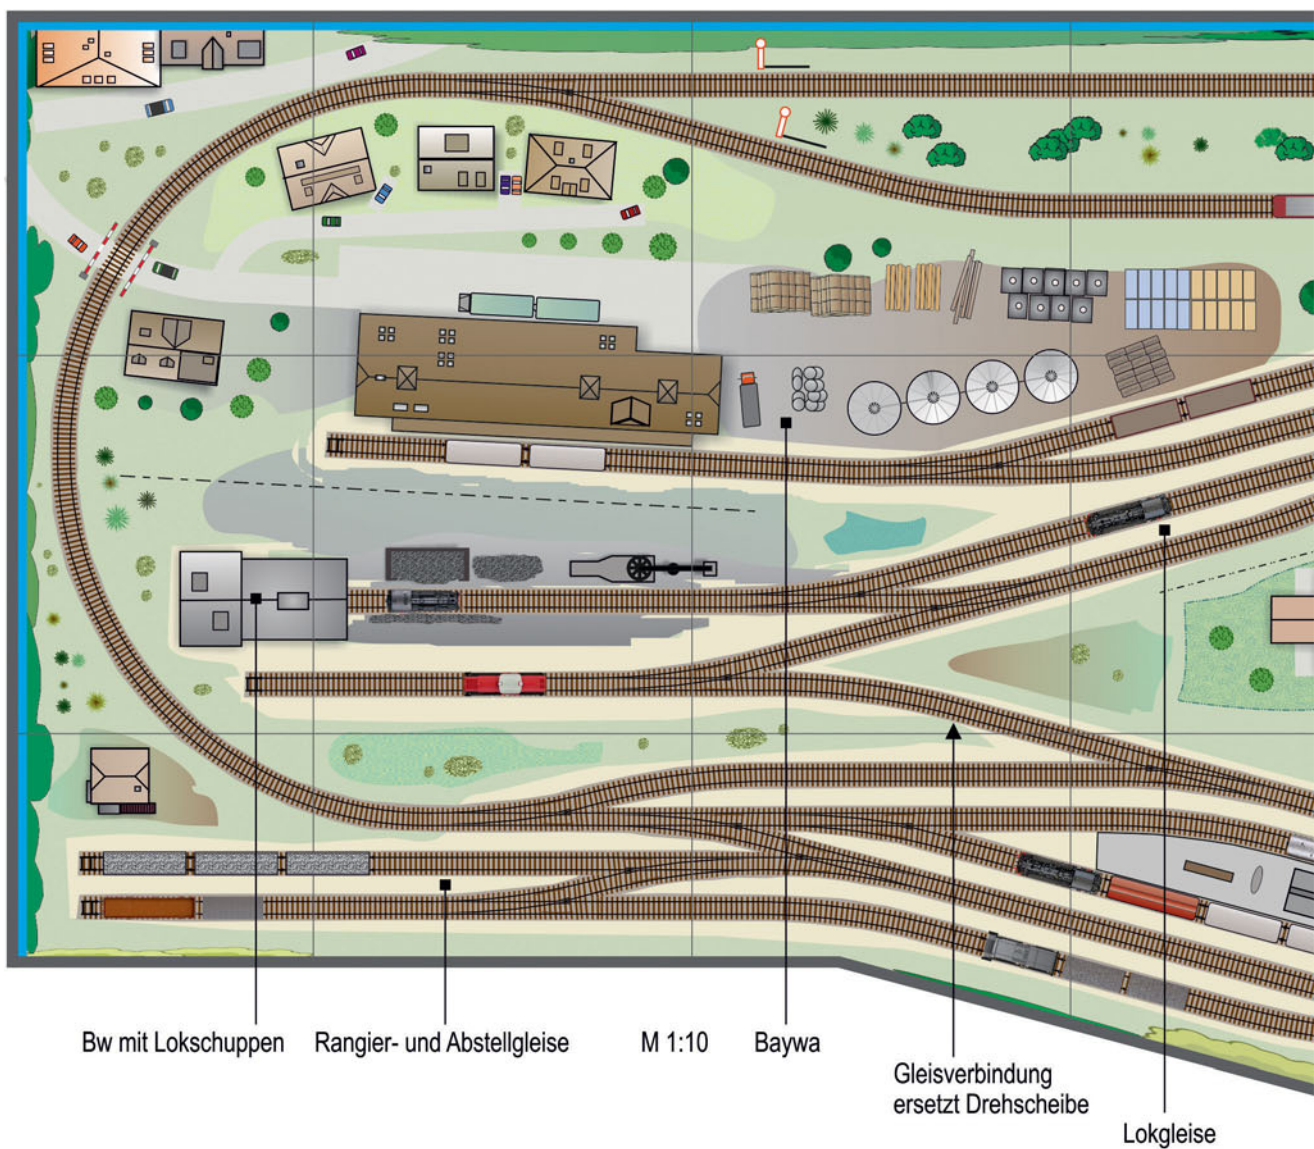 Bw mit Lokschuppen
Rangier- und Abstellgleise
M 1:10
Baywa
Gleisverbindung
ersetzt Drehscheibe
Lokgleise